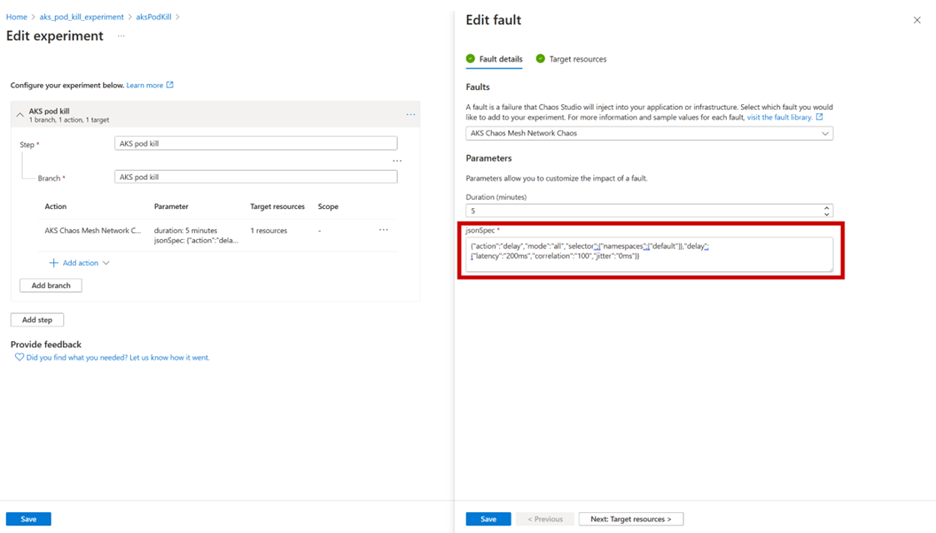 Home > aks_pod_kill_experiment > aksPodKill >
Edit experiment ...
Configure your experiment below. Learn more
AKS pod kill
1 branch, 1 action, 1 target
...
Step *
AKS pod kill
...
Branch *
AKS pod kill
Action Parameter Target resources Scope
AKS Chaos Mesh Network C... duration: 5 minutes 1 resources - ...
jsonSpec: {"action":"dela...
+ Add action
Add branch
Add step
Provide feedback
Did you find what you needed? Let us know how it went.
Save
Edit fault
Fault details Target resources
Faults
A fault is a failure that Chaos Studio will inject into your application or infrastructure. Select which fault you would
like to add to your experiment. For more information and sample values for each fault, visit the fault library.
AKS Chaos Mesh Network Chaos
Parameters
Parameters allow you to customize the impact of a fault.
Duration (minutes)
5
jsonSpec *
{"action":"delay","mode":"all","selector":{"namespaces":["default"]},"delay":
{"latency":"200ms","correlation":"100","jitter":"0ms"}}
Save < Previous Next: Target resources >